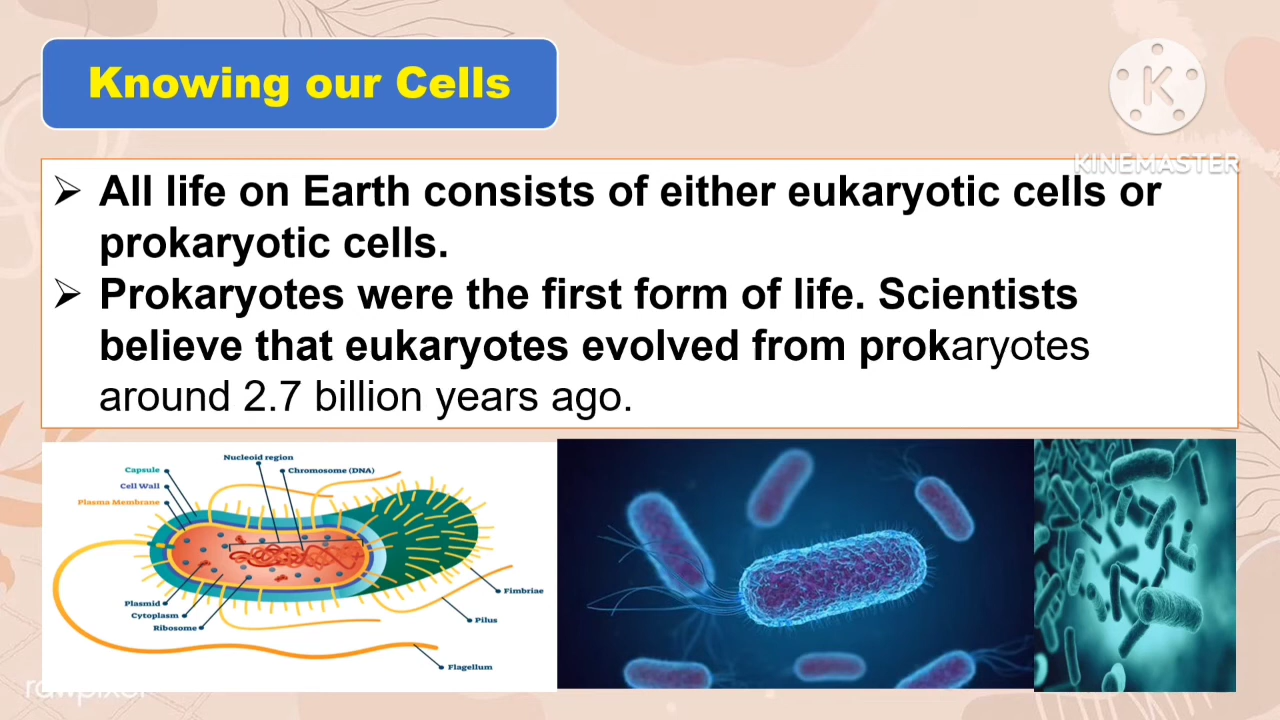 Knowing our Cells
K
KINEMASTER
➢ All life on Earth consists of either eukaryotic cells or
prokaryotic cells.
➢ Prokaryotes were the first form of life. Scientists
believe that eukaryotes evolved from prokaryotes
around 2.7 billion years ago.
Nucleoid region
Capsule
Chromosome (DNA)
Cell Wall
Plasma Membrane
Plasmid
Cytoplasm
Ribosome
Fimbriae
Pilus
Flagellum
rawpixel